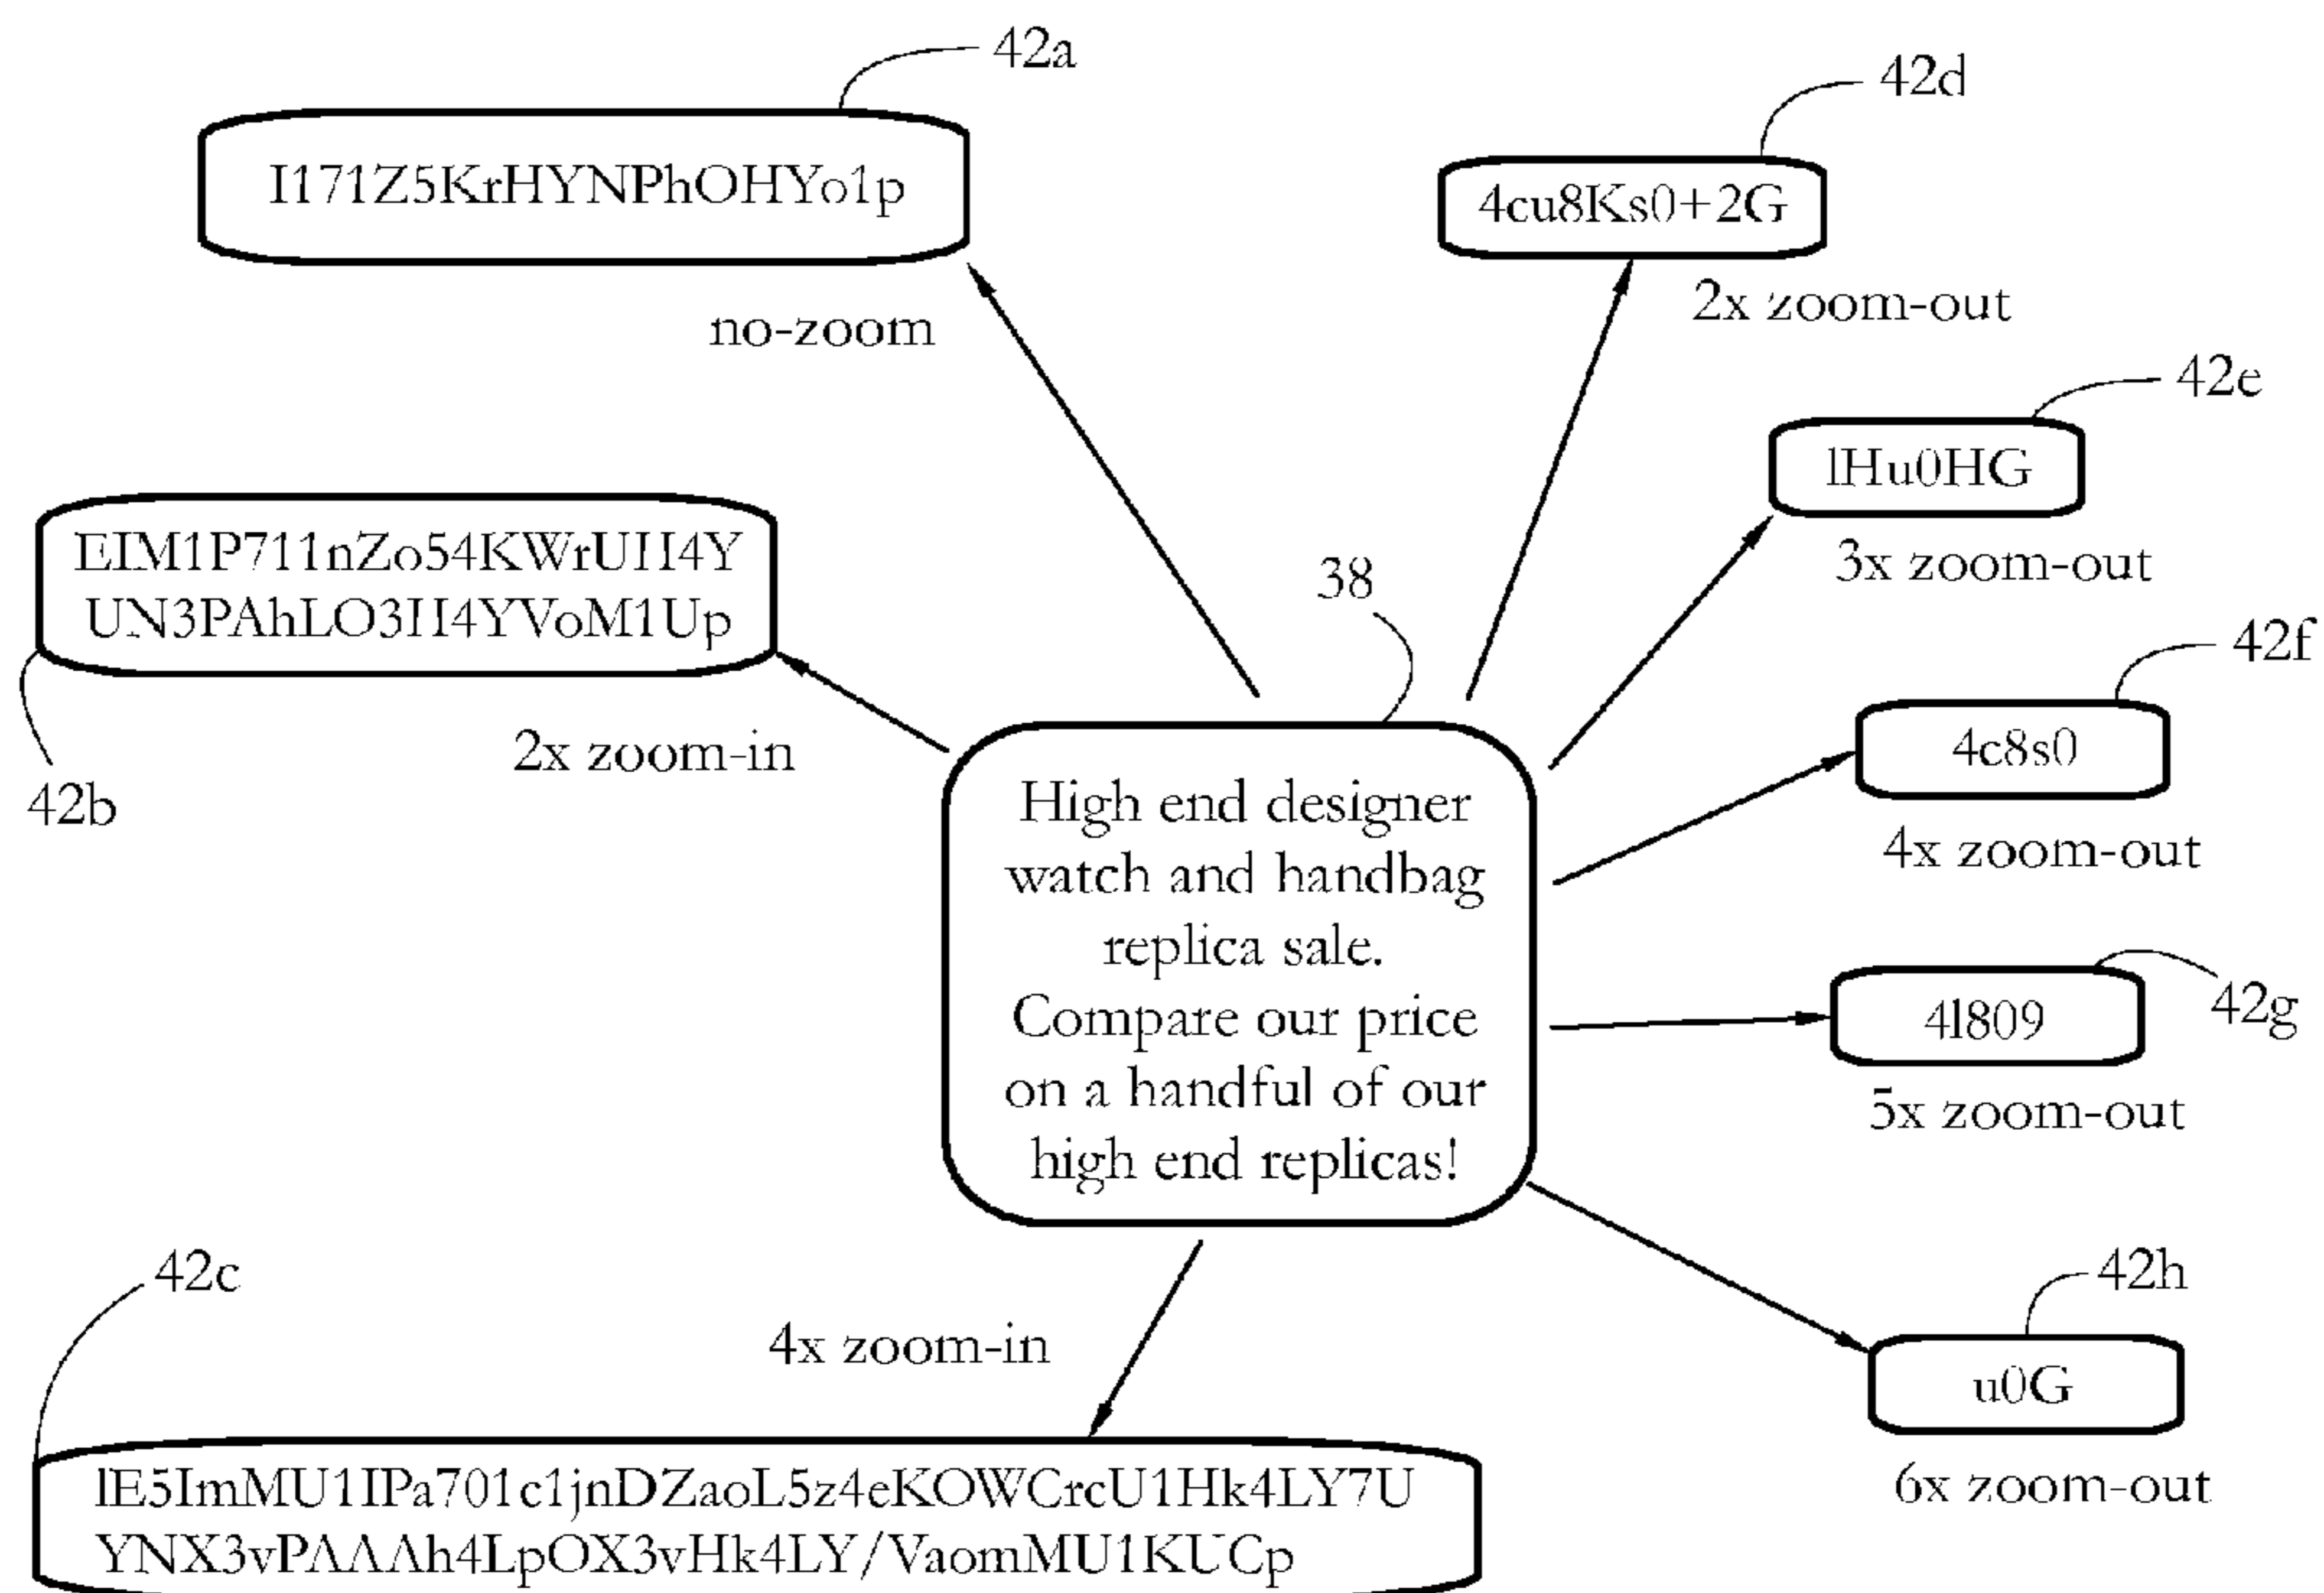 42a
I171Z5KrHYNPhOHYo1p
no-zoom
42d
4cu8Ks0+2G
2x zoom-out
42e
lHu0HG
3x zoom-out
EIM1P711nZo54KWrUH4Y
UN3PAhLO3H4YVoM1Up
2x zoom-in
42b
38
42f
4c8s0
4x zoom-out
High end designer
watch and handbag
replica sale.
Compare our price
on a handful of our
high end replicas!
42g
4l809
5x zoom-out
42c
4x zoom-in
lE5ImMU1IPa701c1jnDZaoL5z4eKOWCrcU1Hk4LY7U
YNX3vPAAAh4LpOX3vHk4LY/VaomMU1KUCp
42h
u0G
6x zoom-out